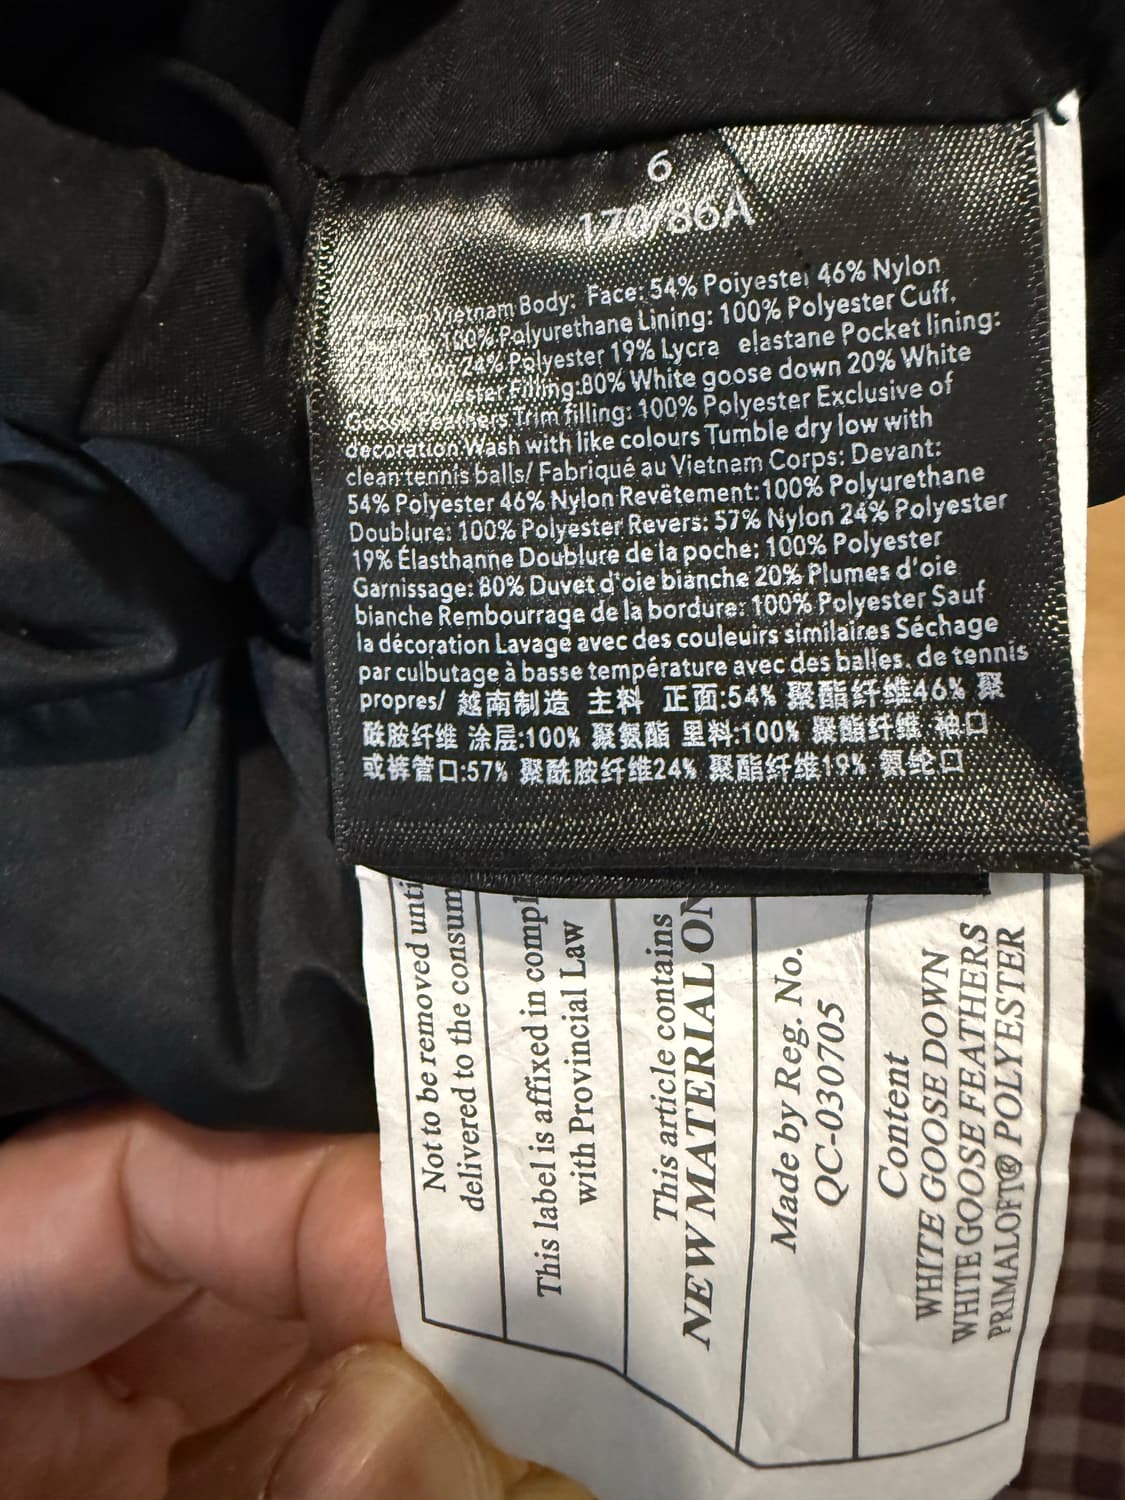 6
170/86A
Vietnam Body: Face: 54% Polyester 46% Nylon
100% Polyurethane Lining: 100% Polyester Cuff,
24% Polyester 19% Lycra elastane Pocket lining:
Filling:80% White goose down 20% White
Goose feathers Trim filling: 100% Polyester Exclusive of
decoration Wash with like colours Tumble dry low with
clean tennis balls/ Fabriqué au Vietnam Corps: Devant:
54% Polyester 46% Nylon Revëtement:100% Polyurethane
Doublure: 100% Polyester Revers: 57% Nylon 24% Polyester
19% Élasthanne Doublure de la poche: 100% Polyester
Garnissage: 80% Duvet d'oie bianche 20% Plumes d'oie
bianche Rembourrage de la bordure: 100% Polyester Sauf
la décoration Lavage avec des couleuirs similaires Séchage
par culbutage à basse température avec des balles. de tennis
propres/ 越南制造 主料 正面:54% 聚酯纤维46% 聚
酰胺纤维 涂层:100% 聚氨酯 里料:100% 聚酯纤维 袖口
或裤管口:57% 聚酰胺纤维24% 聚酯纤维19% 氨纶口
Not to be removed unti
delivered to the consum
This label is affixed in compl
with Provincial Law
This article contains
NEW MATERIAL ON
Made by Reg. No.
QC-030705
Content
WHITE GOOSE DOWN
WHITE GOOSE FEATHERS
PRIMALOFT® POLYESTER